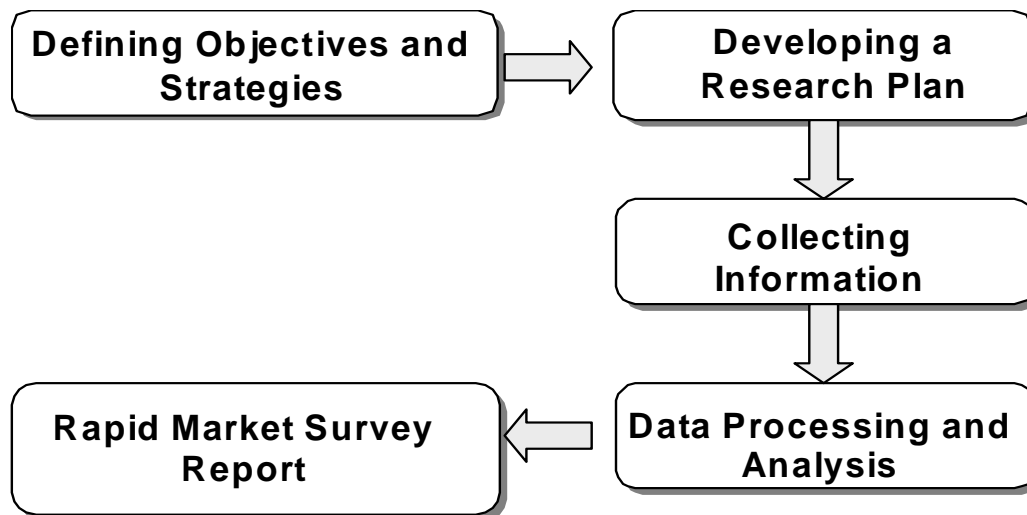 Defining Objectives and
Strategies
Developing a
Research Plan
Collecting
Information
Data Processing and
Analysis
Rapid Market Survey
Report